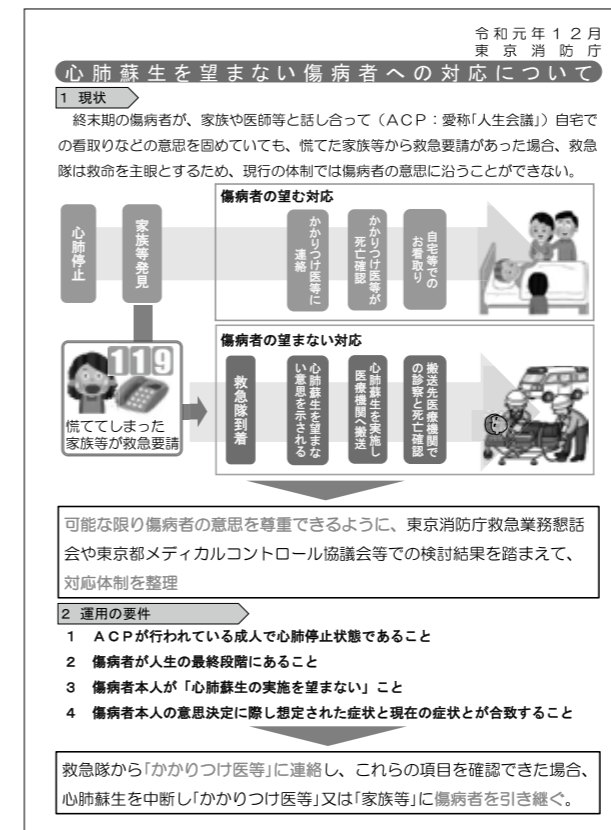 令和元年12月
東京消防庁
心肺蘇生を望まない傷病者への対応について
1 現状
終末期の傷病者が、家族や医師等と話し合って（ＡＣＰ：愛称「人生会議」）自宅で
の看取りなどの意思を固めていても、慌てた家族等から救急要請があった場合、救急
隊は救命を主眼とするため、現行の体制では傷病者の意思に沿うことができない。
傷病者の望む対応
心肺停止
家族等発見
かかりつけ医等に
連絡
かかりつけ医等が
死亡確認
自宅等での
お看取り
119
慌ててしまった
家族等が救急要請
傷病者の望まない対応
救急隊到着
心肺蘇生を望まな
い意思を示される
心肺蘇生を実施し
医療機関へ搬送
搬送先医療機関で
の診察と死亡確認
可能な限り傷病者の意思を尊重できるように、東京消防庁救急業務懇話
会や東京都メディカルコントロール協議会等での検討結果を踏まえて、
対応体制を整理
2 運用の要件
1 ＡＣＰが行われている成人で心肺停止状態であること
2 傷病者が人生の最終段階にあること
3 傷病者本人が「心肺蘇生の実施を望まない」こと
4 傷病者本人の意思決定に際し想定された症状と現在の症状とが合致すること
救急隊から「かかりつけ医等」に連絡し、これらの項目を確認できた場合、
心肺蘇生を中断し「かかりつけ医等」又は「家族等」に傷病者を引き継ぐ。